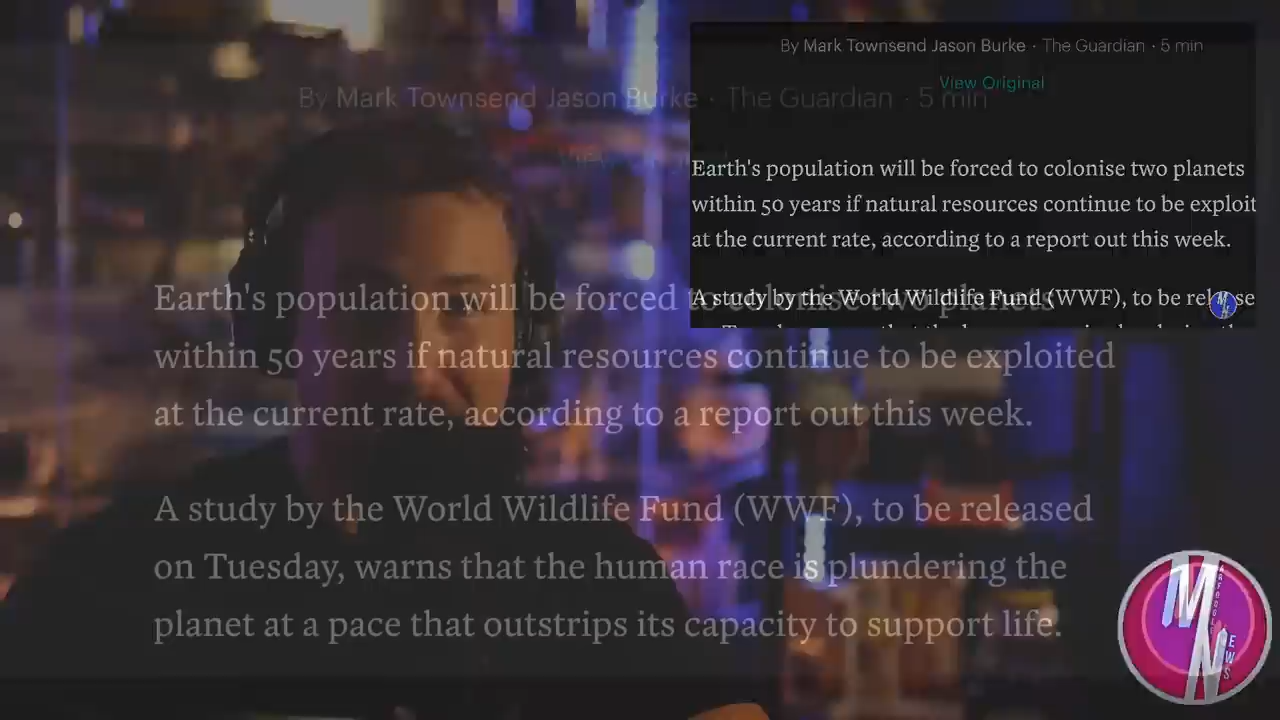 By Mark Townsend Jason Burke · The Guardian · 5 min
View Original
Earth's population will be forced to colonise two planets
within 50 years if natural resources continue to be exploit
at the current rate, according to a report out this week.
A study by the World Wildlife Fund (WWF), to be release
By Mark Townsend Jason Burke · The Guardian · 5 min
Earth's population will be forced to colonise two planets
within 50 years if natural resources continue to be exploited
at the current rate, according to a report out this week.
A study by the World Wildlife Fund (WWF), to be released
on Tuesday, warns that the human race is plundering the
planet at a pace that outstrips its capacity to support life.
MN